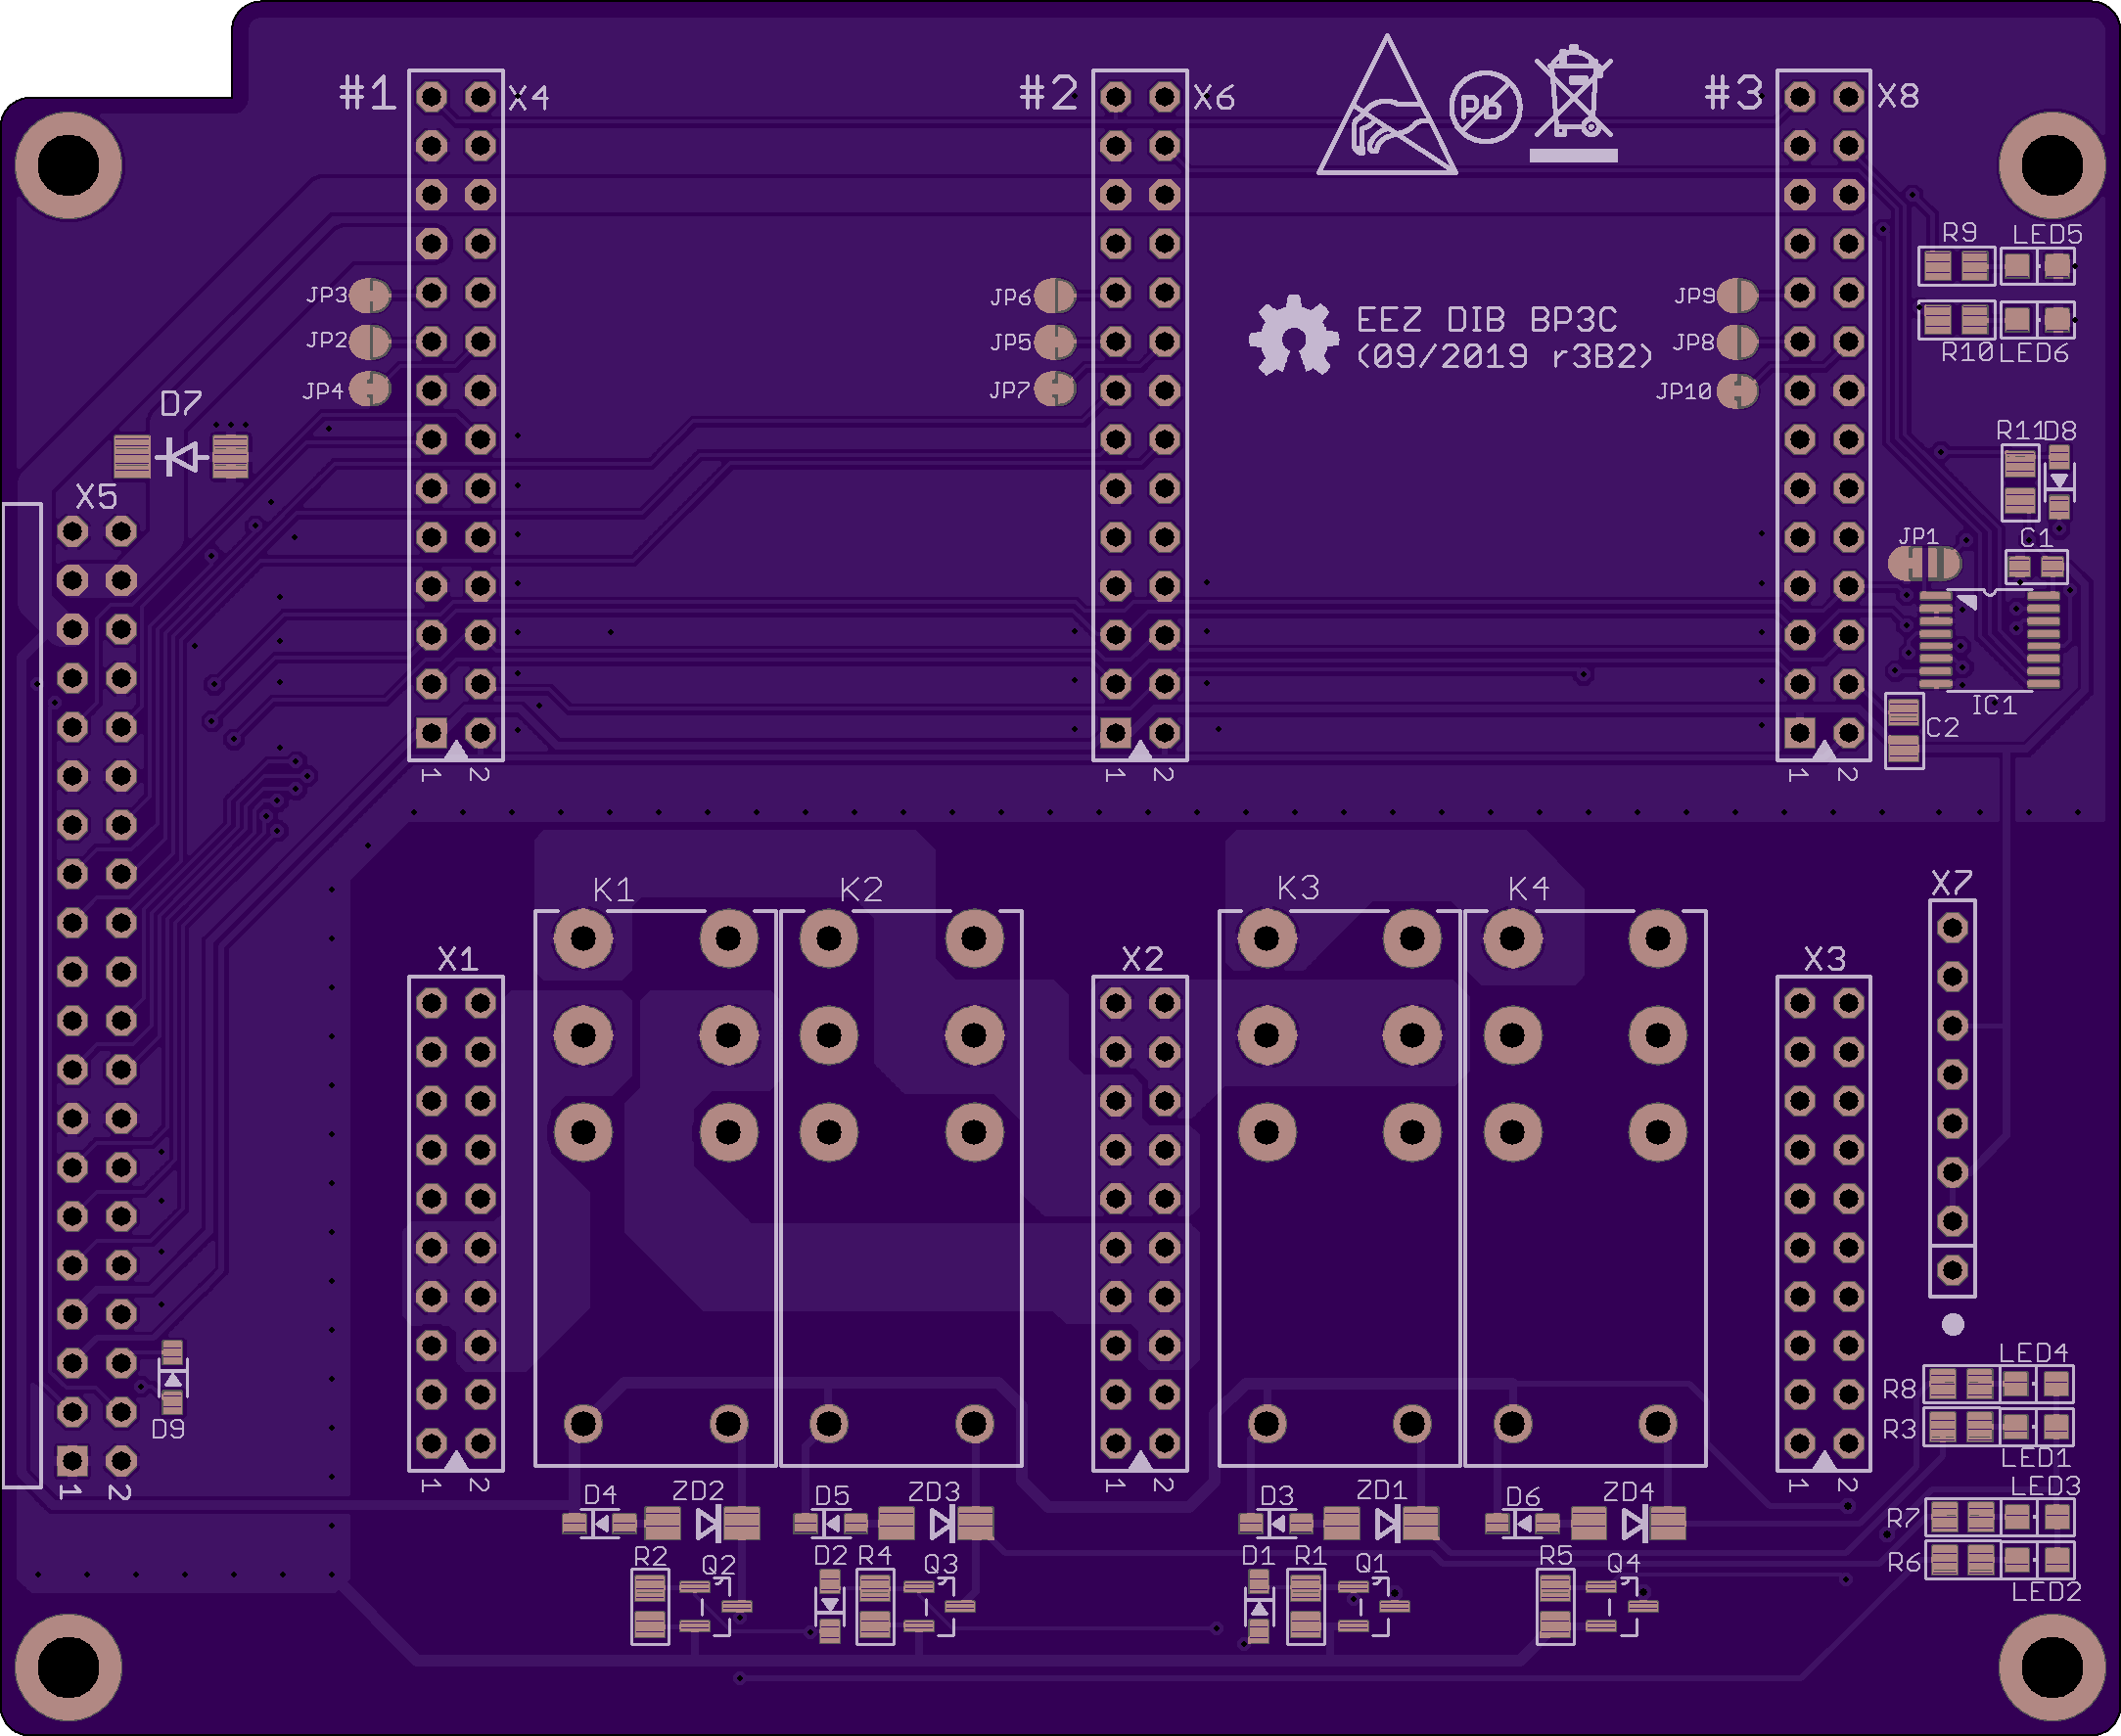 #1
X4
#2
X6
Pb
#3
X8
R9
LED5
JP3
JP6
JP9
EEZ DIB BP3C
(09/2019 r3B2)
JP2
JP5
JP8
R10
LED6
JP4
JP7
JP10
D7
R11
D8
X5
JP1
C1
IC1
C2
1
2
1
2
1
2
K1
K2
K3
K4
X7
X1
X2
X3
LED4
R8
R3
D9
LED1
1
2
1
2
1
2
1
2
LED3
D4
ZD2
D5
ZD3
D3
ZD1
D6
ZD4
R7
R2
Q2
D2
R4
Q3
D1
R1
Q1
R5
Q4
R6
LED2